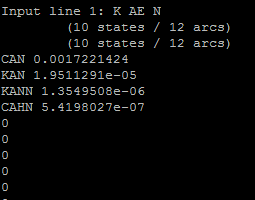 Input line 1: K AE N
(10 states / 12 arcs)
(10 states / 12 arcs)
CAN 0.0017221424
KAN 1.9511291e-05
KANN 1.3549508e-06
CAHN 5.4198027e-07
0
0
0
0
0